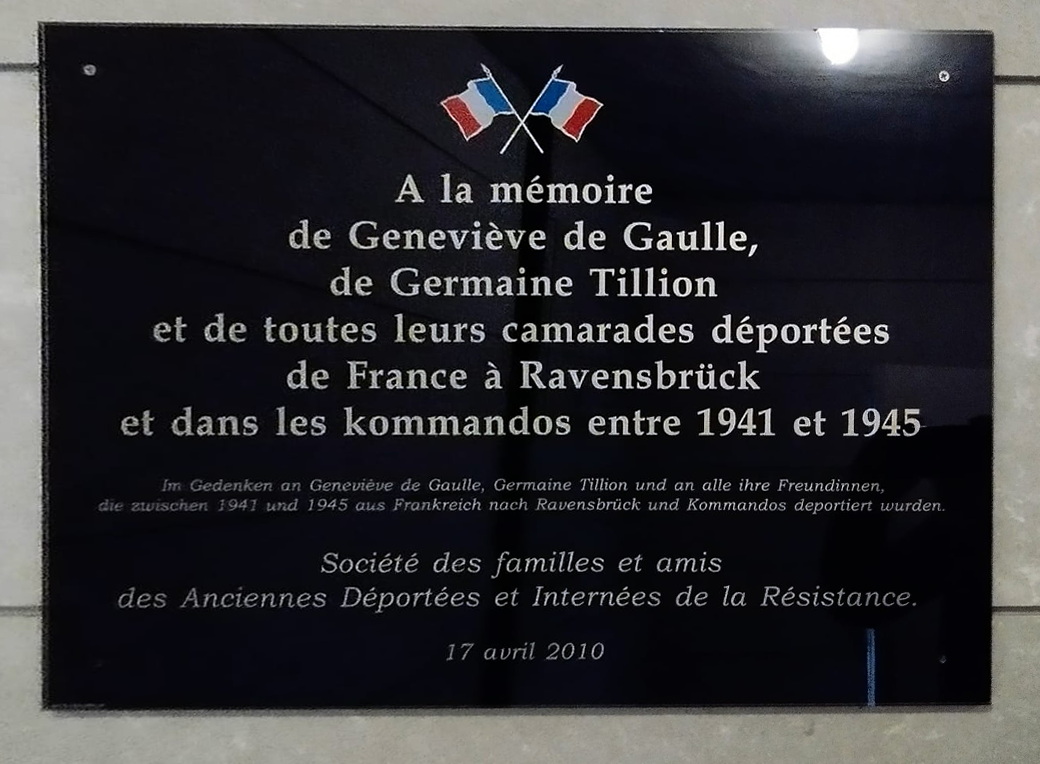 A la mémoire
de Geneviève de Gaulle,
de Germaine Tillion
et de toutes leurs camarades déportées
de France à Ravensbrück
et dans les kommandos entre 1941 et 1945
Im Gedenken an Geneviève de Gaulle, Germaine Tillion und an alle ihre Freundinnen,
die zwischen 1941 und 1945 aus Frankreich nach Ravensbrück und Kommandos deportiert wurden.
Société des familles et amis
des Anciennes Déportées et Internées de la Résistance.
17 avril 2010